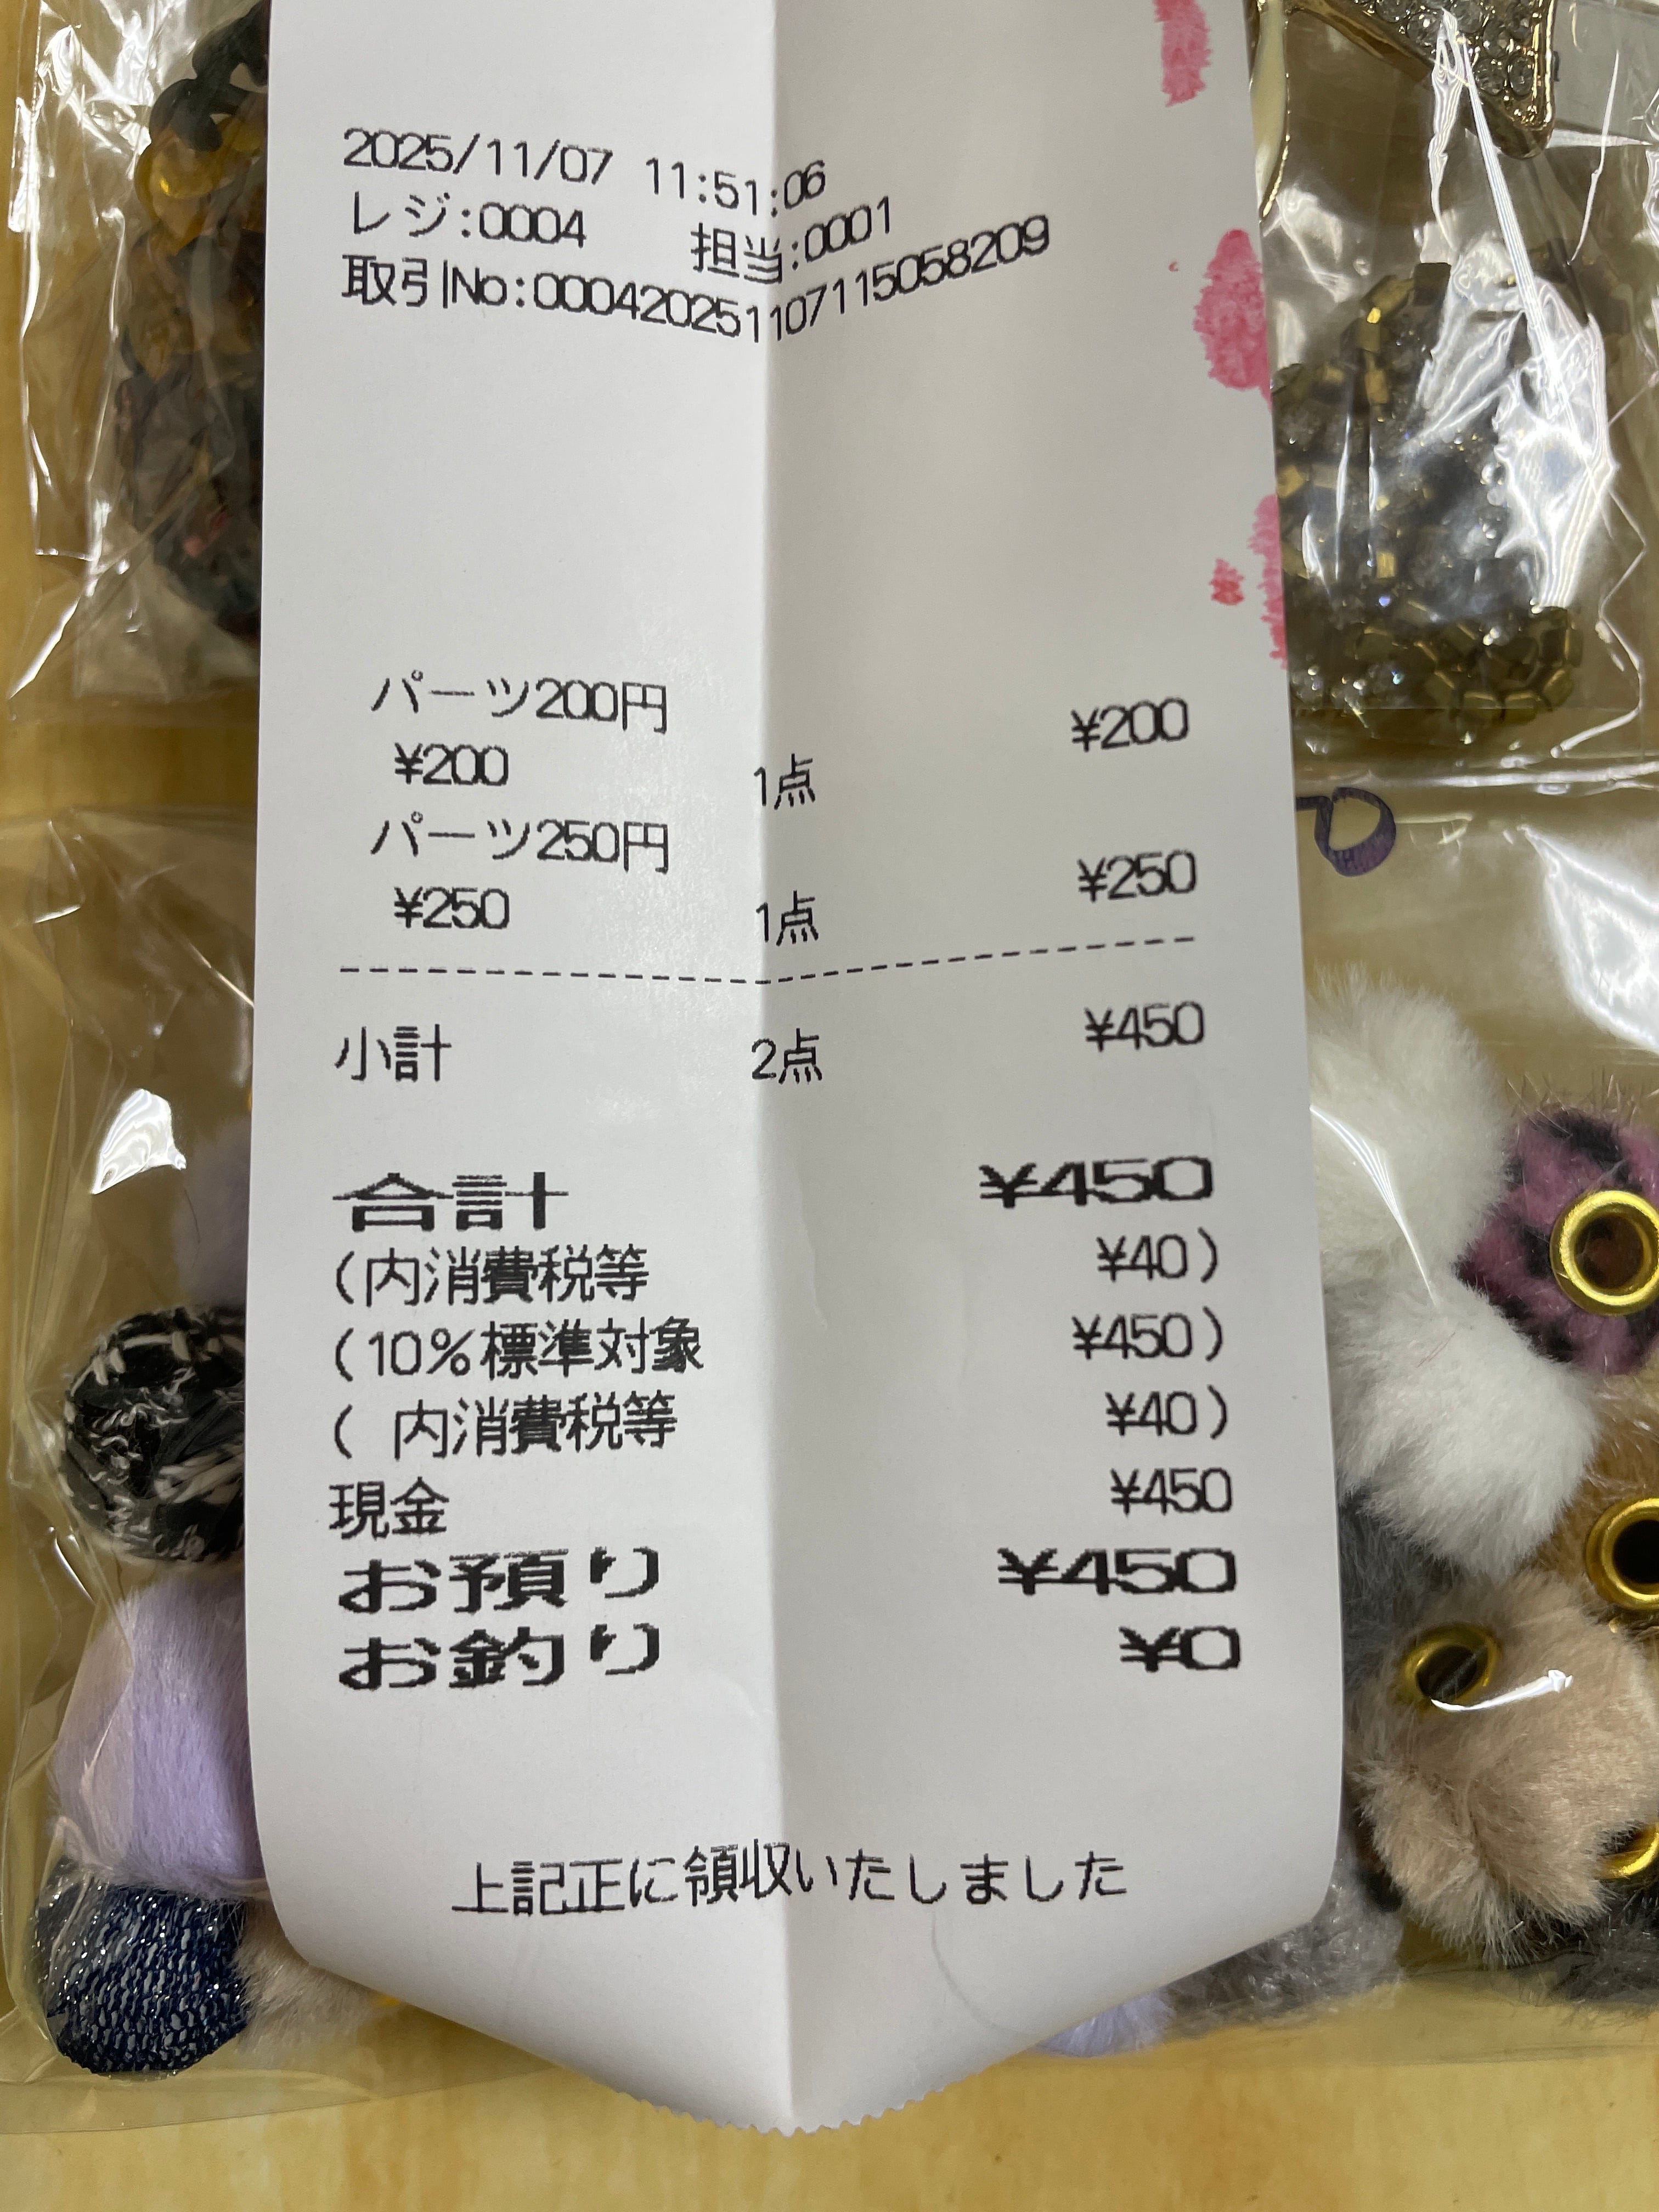 2025/11/07 11:51:06
レジ:0004 担当:0001
取引No:000420251107115058209
パーツ200円 ¥200
¥200 1点
パーツ250円 ¥250
¥250 1点
小計 2点 ¥450
合計 ¥450
(内消費税等 ¥40)
(10%標準対象 ¥450)
( 内消費税等 ¥40)
現金 ¥450
お預り ¥450
お釣り ¥0
上記正に領収いたしました